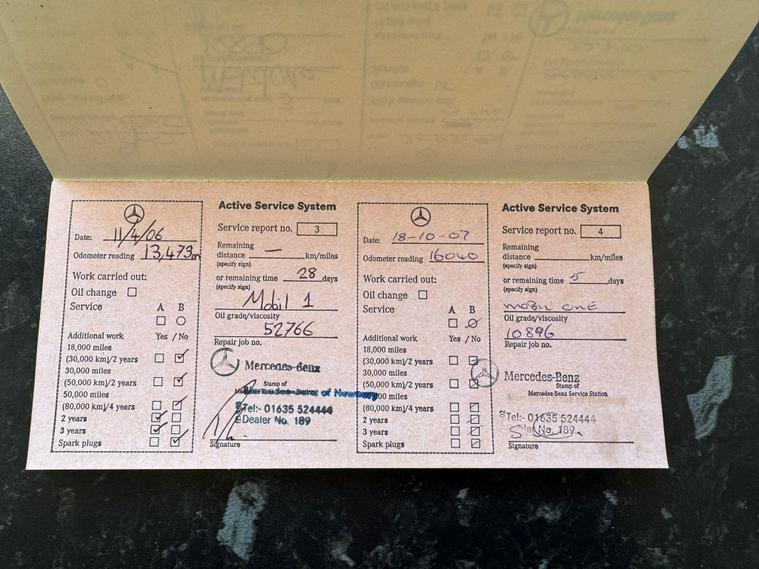 Date: 11/4/06
Odometer reading 13,473m
Work carried out:
Oil change
Service A B
Additional work Yes / No
18,000 miles
(30,000 km)/2 years
30,000 miles
(50,000 km)/2 years
50,000 miles
(80,000 km)/4 years
2 years
3 years
Spark plugs
Active Service System
Service report no. 3
Remaining
distance — km/miles
(specify sign)
or remaining time 28 days
(specify sign)
Mobil 1
Oil grade/viscosity
52766
Repair job no.
Mercedes-Benz
Stamp of
of Newbury
Tel:- 01635 524444
Dealer No. 189
Signature
Date: 18-10-07
Odometer reading 16040
Work carried out:
Oil change
Service A B
Additional work Yes / No
18,000 miles
(30,000 km)/2 years
30,000 miles
(50,000 km)/2 years
50,000 miles
(80,000 km)/4 years
2 years
3 years
Spark plugs
Active Service System
Service report no. 4
Remaining
distance km/miles
(specify sign)
or remaining time 5 days
(specify sign)
mobil one
Oil grade/viscosity
10896
Repair job no.
Mercedes-Benz
Stamp of
Mercedes-Benz Service Station
Tel:- 01635 524444
No. 189
Signature